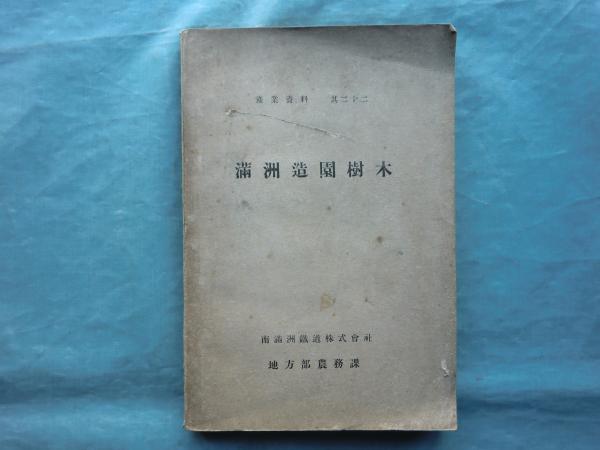 産業資料 其二十二
滿洲造園樹木
南滿洲鐵道株式會社
地方部農務課